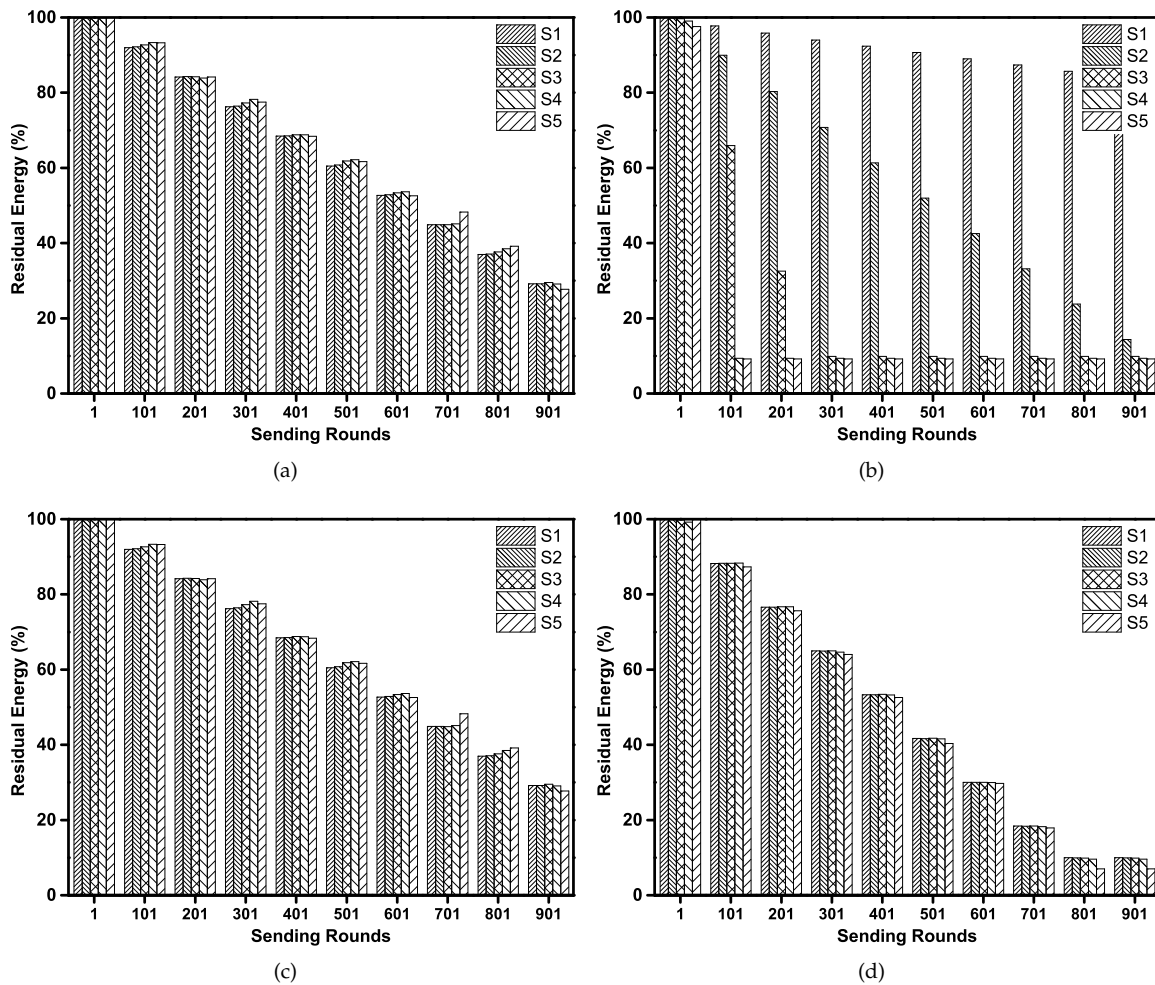 100
80
60
40
20
0
Residual Energy (%)
S1
S2
S3
S4
S5
1 101 201 301 401 501 601 701 801 901
Sending Rounds
(a)
100
80
60
40
20
0
Residual Energy (%)
S1
S2
S3
S4
S5
1 101 201 301 401 501 601 701 801 901
Sending Rounds
(b)
100
80
60
40
20
0
Residual Energy (%)
S1
S2
S3
S4
S5
1 101 201 301 401 501 601 701 801 901
Sending Rounds
(c)
100
80
60
40
20
0
Residual Energy (%)
S1
S2
S3
S4
S5
1 101 201 301 401 501 601 701 801 901
Sending Rounds
(d)